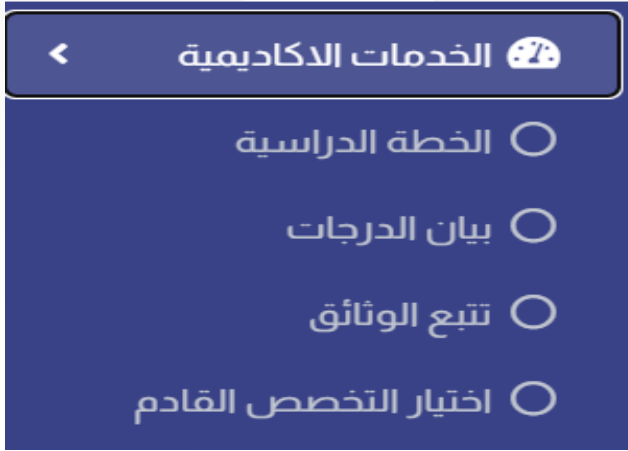 الخدمات الاكاديمية
الخطة الدراسية
بيان الدرجات
تتبع الوثائق
اختيار التخصص القادم